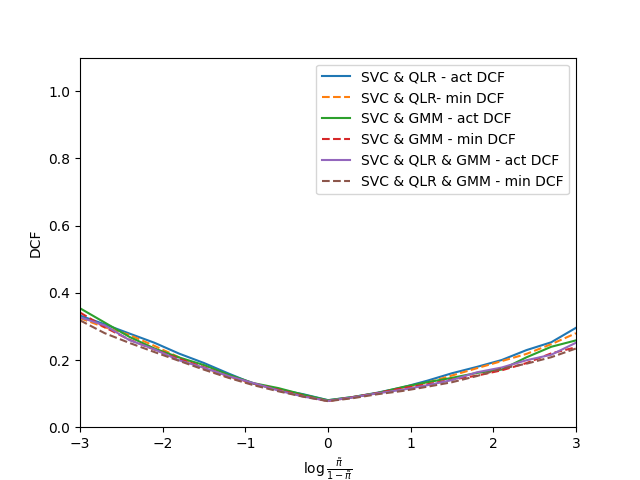 1.0
0.8
0.6
0.4
0.2
0.0
DCF
SVC & QLR - act DCF
SVC & QLR- min DCF
SVC & GMM - act DCF
SVC & GMM - min DCF
SVC & QLR & GMM - act DCF
SVC & QLR & GMM - min DCF
−3 −2 −1 0 1 2 3
log π̃/(1−π̃)